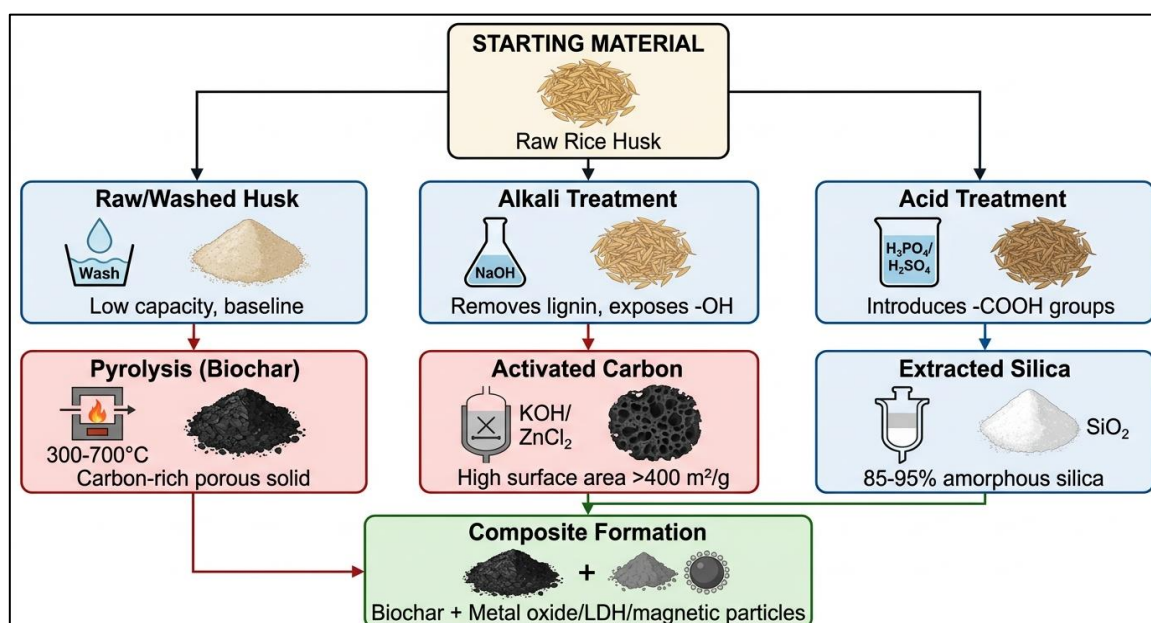 STARTING MATERIAL
Raw Rice Husk
Raw/Washed Husk
Wash
Low capacity, baseline
Alkali Treatment
NaOH
Removes lignin, exposes -OH
Acid Treatment
H₃PO₄/
H₂SO₄
Introduces -COOH groups
Pyrolysis (Biochar)
300-700°C
Carbon-rich porous solid
Activated Carbon
KOH/
ZnCl₂
High surface area >400 m²/g
Extracted Silica
SiO₂
85-95% amorphous silica
Composite Formation
+
Biochar + Metal oxide/LDH/magnetic particles